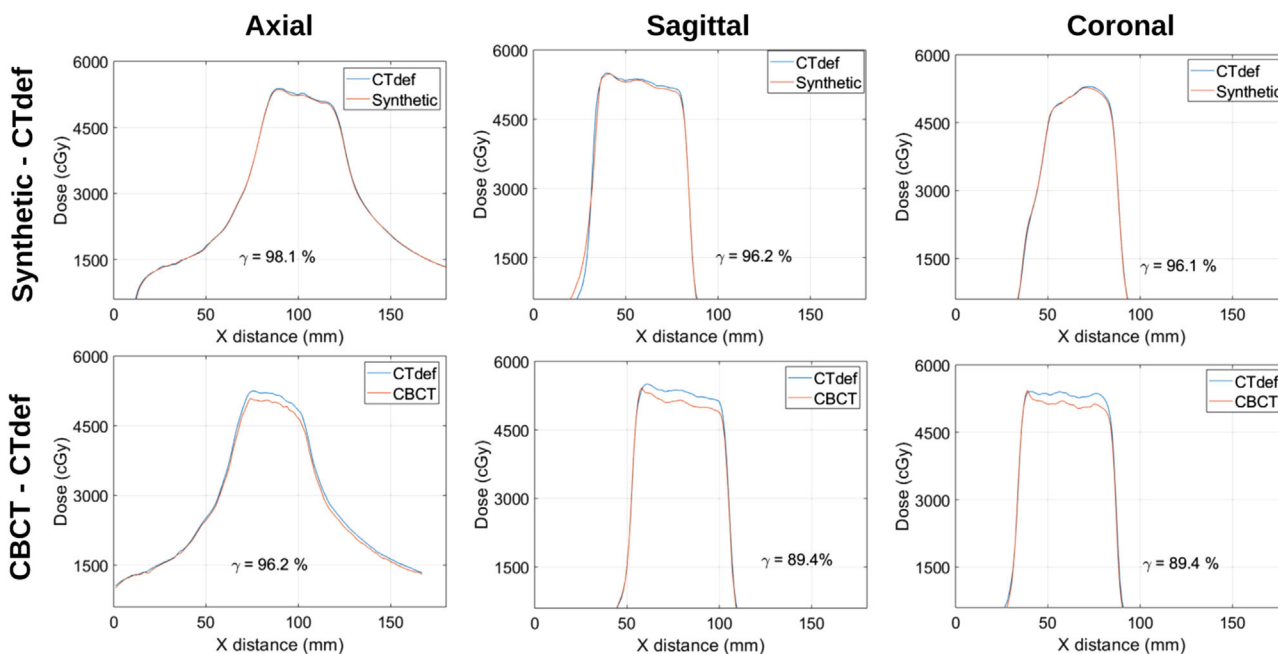 Axial
Sagittal
Coronal
Synthetic - CTdef
Dose (cGy)
6000
4500
3000
1500
CTdef
Synthetic
γ = 98.1 %
0 50 100 150
X distance (mm)
Dose (cGy)
6000
4500
3000
1500
CTdef
Synthetic
γ = 96.2 %
0 50 100 150
X distance (mm)
Dose (cGy)
6000
4500
3000
1500
CTdef
Synthetic
γ = 96.1 %
0 50 100 150
X distance (mm)
CBCT - CTdef
Dose (cGy)
6000
4500
3000
1500
CTdef
CBCT
γ = 96.2 %
0 50 100 150
X distance (mm)
Dose (cGy)
6000
4500
3000
1500
CTdef
CBCT
γ = 89.4%
0 50 100 150
X distance (mm)
Dose (cGy)
6000
4500
3000
1500
CTdef
CBCT
γ = 89.4 %
0 50 100 150
X distance (mm)